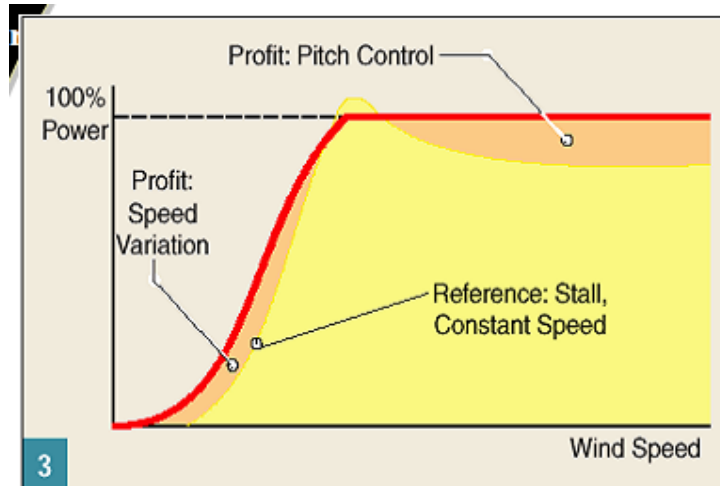 Profit: Pitch Control
100%
Power
Profit:
Speed
Variation
Reference: Stall,
Constant Speed
Wind Speed
3